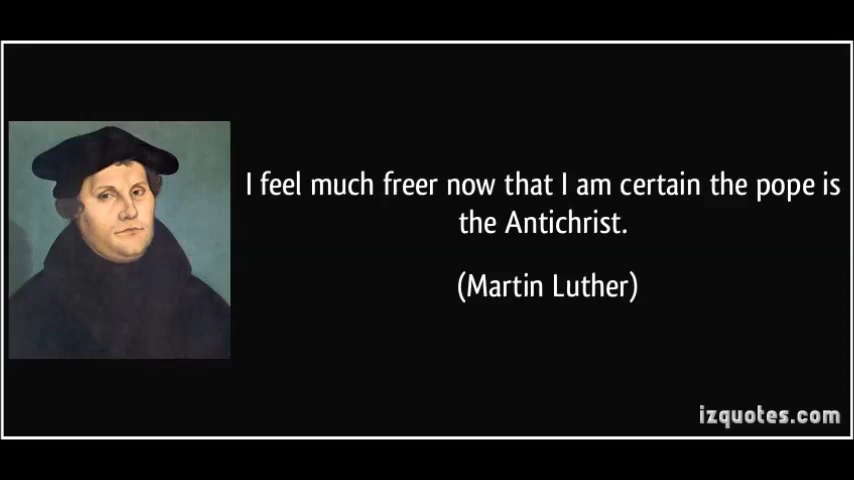 I feel much freer now that I am certain the pope is
the Antichrist.
(Martin Luther)
izquotes.com